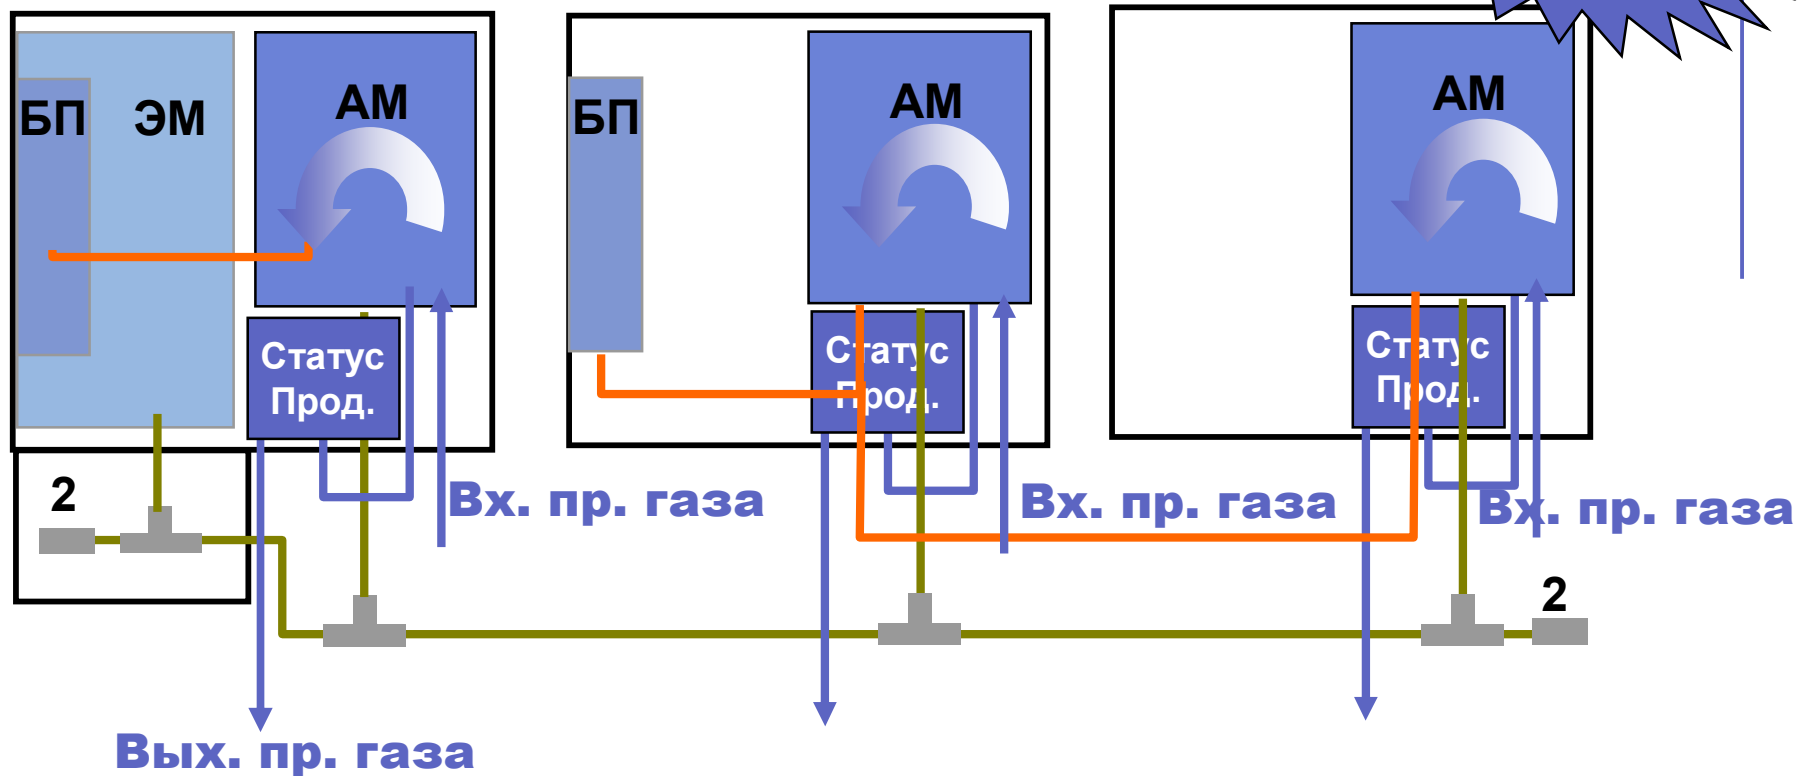 БП ЭМ АМ
БП АМ
АМ
Статус
Прод.
Статус
Прод.
Статус
Прод.
2
Вх. пр. газа
Вх. пр. газа
Вх. пр. газа
2
Вых. пр. газа